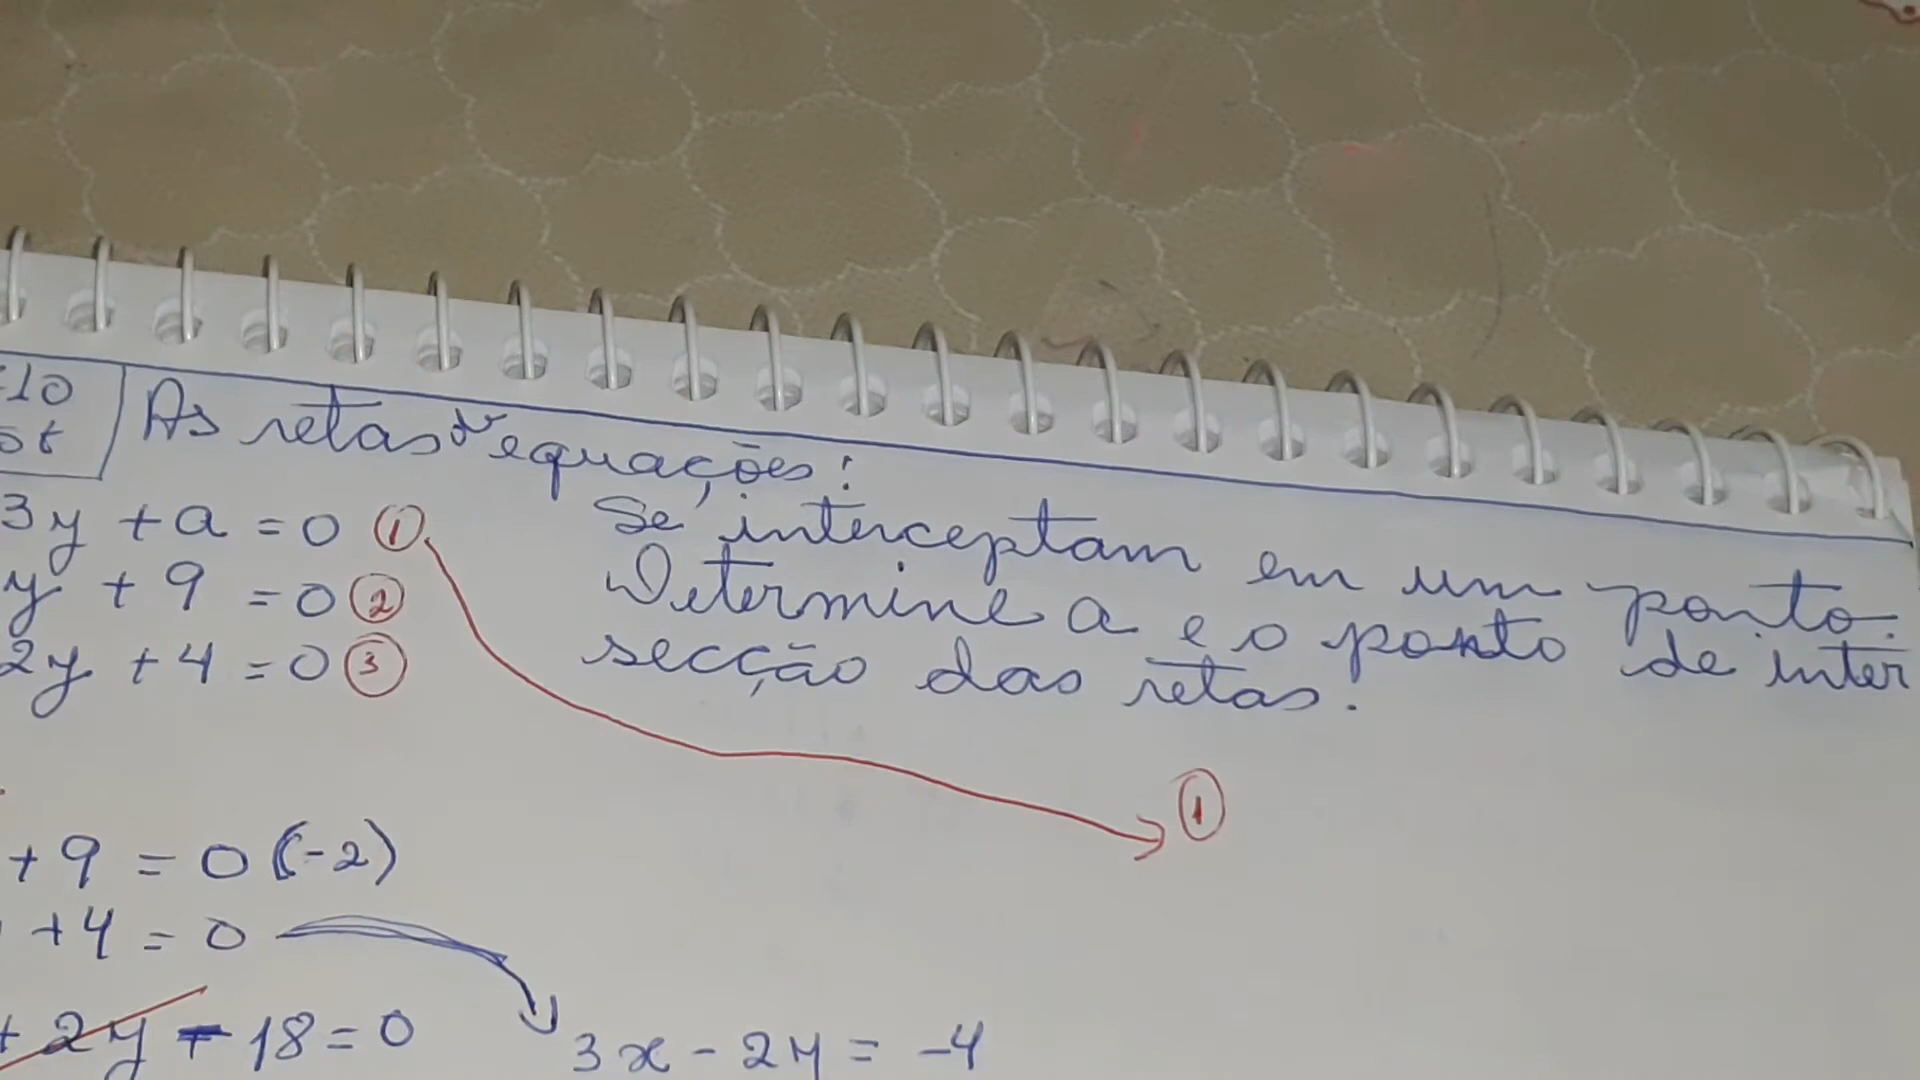 10
As retas de equações:
3y + a = 0 ①
y + 9 = 0 ②
2y + 4 = 0 ③
Se interceptam em um ponto.
Determine a e o ponto de inter
secção das retas.
①
+ 9 = 0 (-2)
+ 4 = 0
+ 2y - 18 = 0
3x - 2y = -4